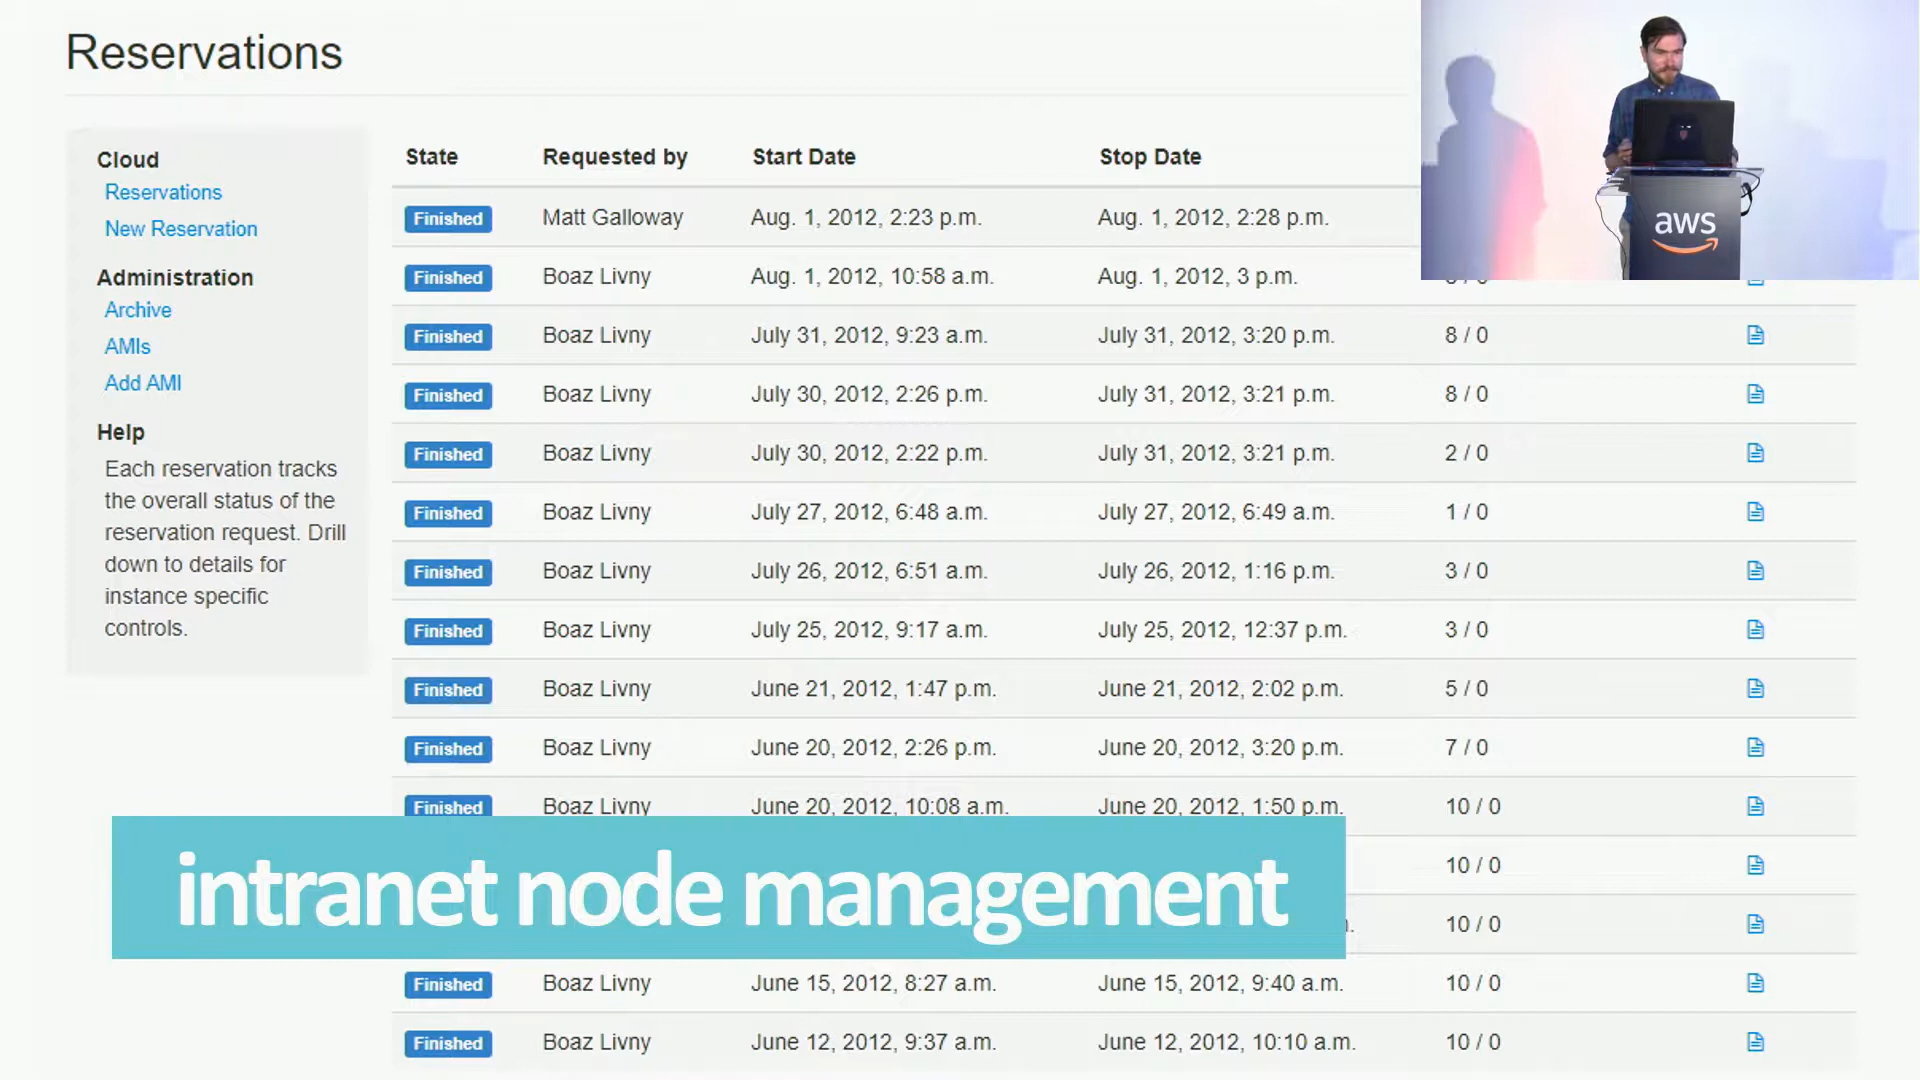 Reservations
Cloud
Reservations
New Reservation
Administration
Archive
AMIs
Add AMI
Help
Each reservation tracks
the overall status of the
reservation request. Drill
down to details for
instance specific
controls.
State Requested by Start Date Stop Date
Finished Matt Galloway Aug. 1, 2012, 2:23 p.m. Aug. 1, 2012, 2:28 p.m.
Finished Boaz Livny Aug. 1, 2012, 10:58 a.m. Aug. 1, 2012, 3 p.m.
Finished Boaz Livny July 31, 2012, 9:23 a.m. July 31, 2012, 3:20 p.m. 8 / 0
Finished Boaz Livny July 30, 2012, 2:26 p.m. July 31, 2012, 3:21 p.m. 8 / 0
Finished Boaz Livny July 30, 2012, 2:22 p.m. July 31, 2012, 3:21 p.m. 2 / 0
Finished Boaz Livny July 27, 2012, 6:48 a.m. July 27, 2012, 6:49 a.m. 1 / 0
Finished Boaz Livny July 26, 2012, 6:51 a.m. July 26, 2012, 1:16 p.m. 3 / 0
Finished Boaz Livny July 25, 2012, 9:17 a.m. July 25, 2012, 12:37 p.m. 3 / 0
Finished Boaz Livny June 21, 2012, 1:47 p.m. June 21, 2012, 2:02 p.m. 5 / 0
Finished Boaz Livny June 20, 2012, 2:26 p.m. June 20, 2012, 3:20 p.m. 7 / 0
Finished Boaz Livny June 20, 2012, 10:08 a.m. June 20, 2012, 1:50 p.m. 10 / 0
10 / 0
10 / 0
Finished Boaz Livny June 15, 2012, 8:27 a.m. June 15, 2012, 9:40 a.m. 10 / 0
Finished Boaz Livny June 12, 2012, 9:37 a.m. June 12, 2012, 10:10 a.m. 10 / 0
intranet node management
aws